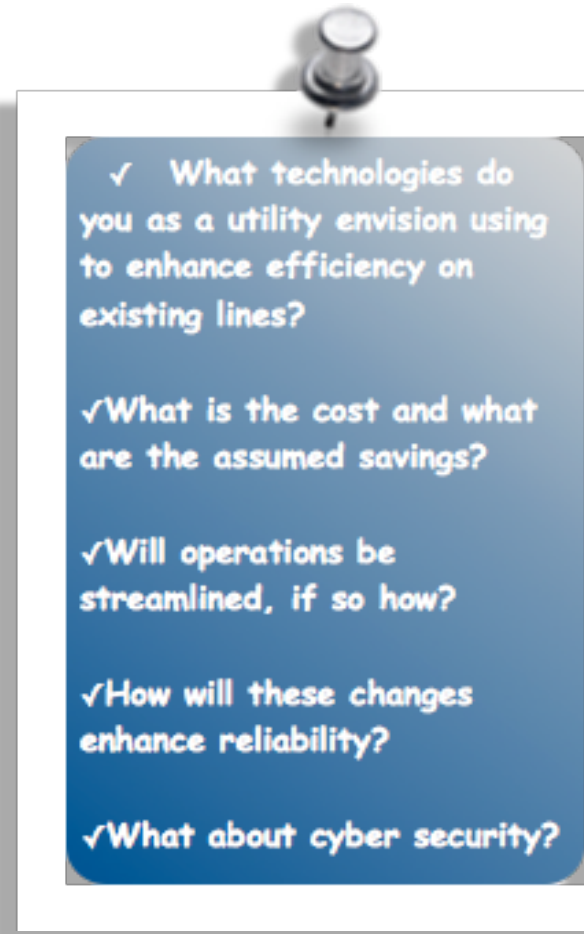 ✓ What technologies do
you as a utility envision using
to enhance efficiency on
existing lines?
✓What is the cost and what
are the assumed savings?
✓Will operations be
streamlined, if so how?
✓How will these changes
enhance reliability?
✓What about cyber security?